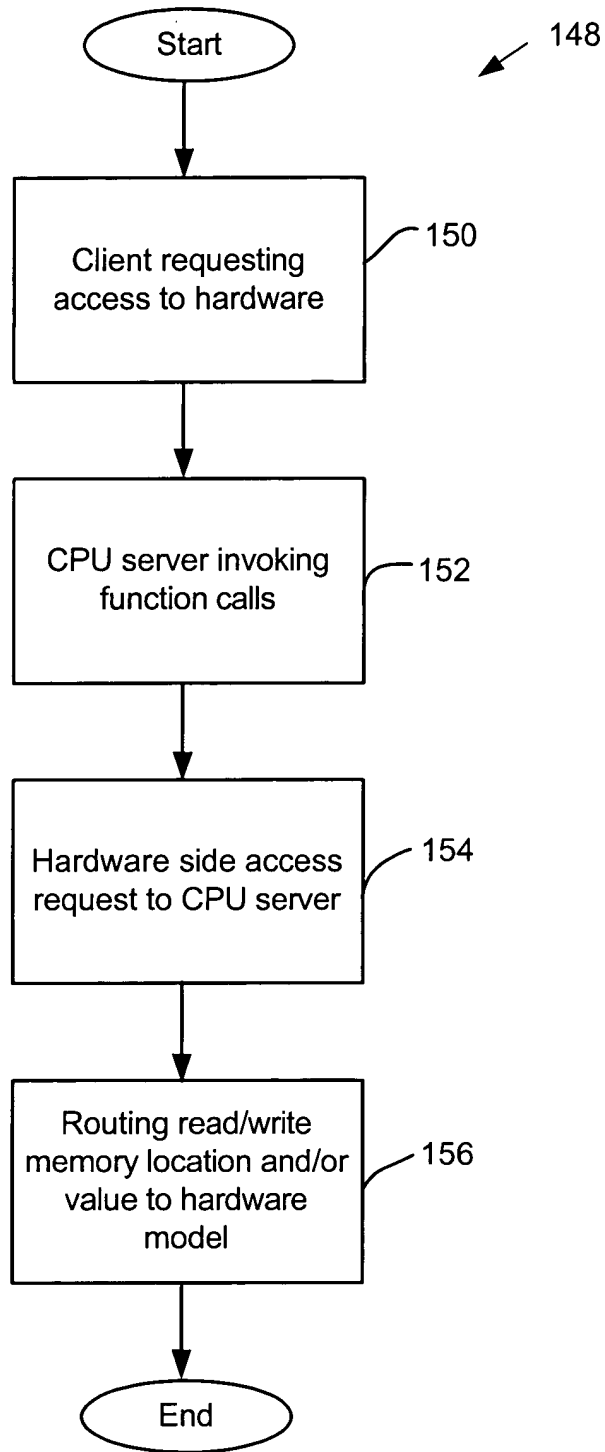 Start
148
Client requesting
access to hardware
150
CPU server invoking
function calls
152
Hardware side access
request to CPU server
154
Routing read/write
memory location and/or
value to hardware
model
156
End